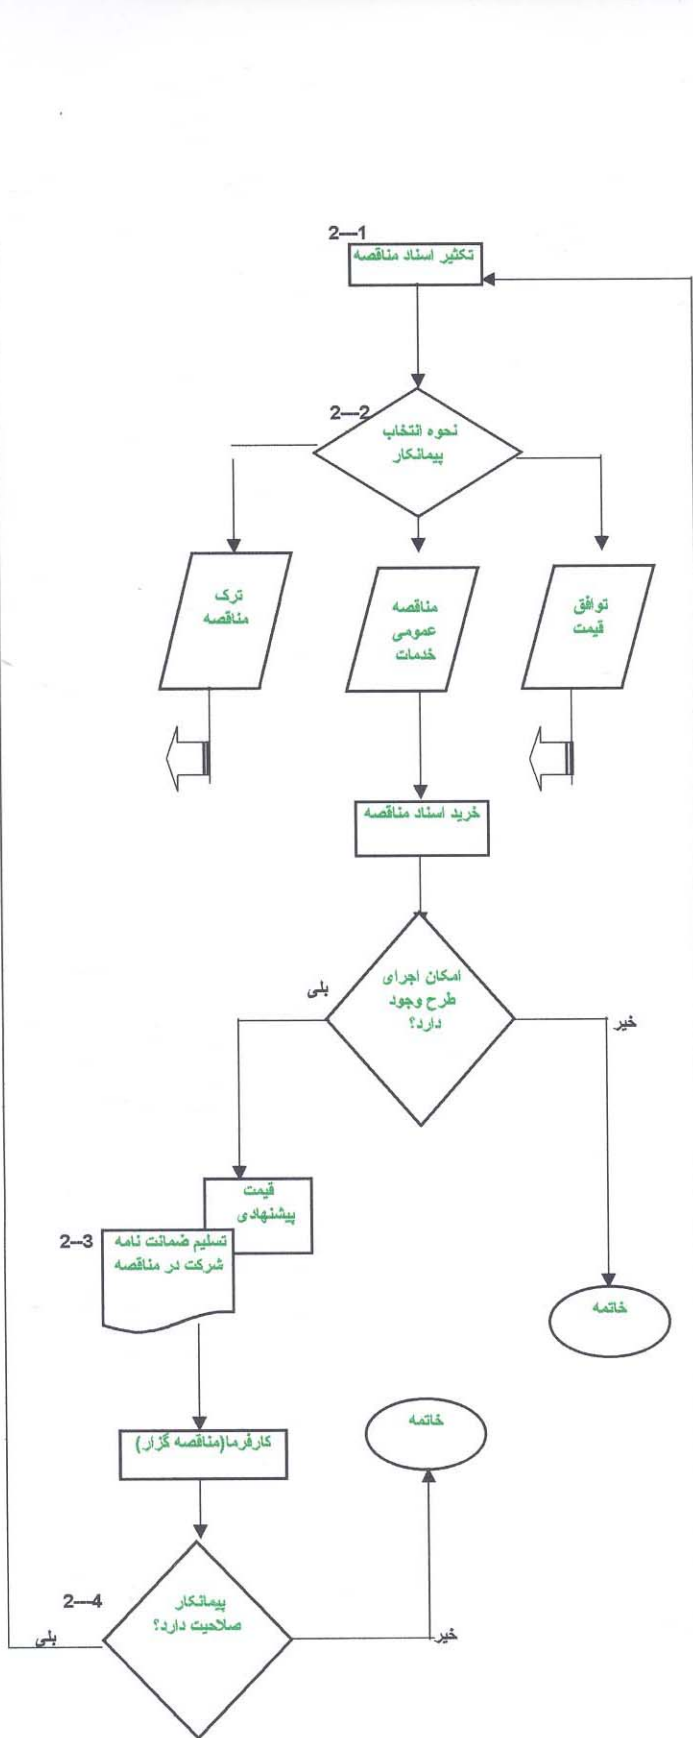 2---1
تکثیر اسناد مناقصه
2---2
نحوه انتخاب
پیمانکار
توافق
قیمت
مناقصه
عمومی
خدمات
ترک
مناقصه
خرید اسناد مناقصه
امکان اجرای
طرح وجود
دارد؟
خیر
بلی
قیمت
پیشنهادی
2--3
تسلیم ضمانت نامه
شرکت در مناقصه
خاتمه
خاتمه
کارفرما(مناقصه گزار)
2---4
پیمانکار
صلاحیت دارد؟
خیر
بلی